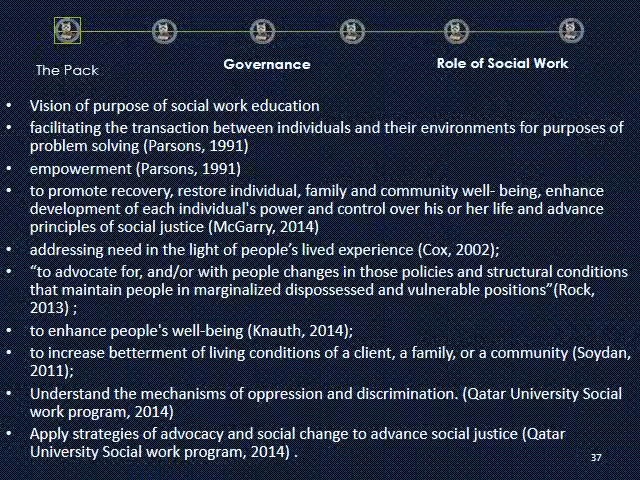 The Pack
Governance
Role of Social Work
• Vision of purpose of social work education
• facilitating the transaction between individuals and their environments for purposes of
problem solving (Parsons, 1991)
• empowerment (Parsons, 1991)
• to promote recovery, restore individual, family and community well- being, enhance
development of each individual's power and control over his or her life and advance
principles of social justice (McGarry, 2014)
• addressing need in the light of people’s lived experience (Cox, 2002);
• “to advocate for, and/or with people changes in those policies and structural conditions
that maintain people in marginalized dispossessed and vulnerable positions”(Rock,
2013) ;
• to enhance people's well-being (Knauth, 2014);
• to increase betterment of living conditions of a client, a family, or a community (Soydan,
2011);
• Understand the mechanisms of oppression and discrimination. (Qatar University Social
work program, 2014)
• Apply strategies of advocacy and social change to advance social justice (Qatar
University Social work program, 2014) .
37